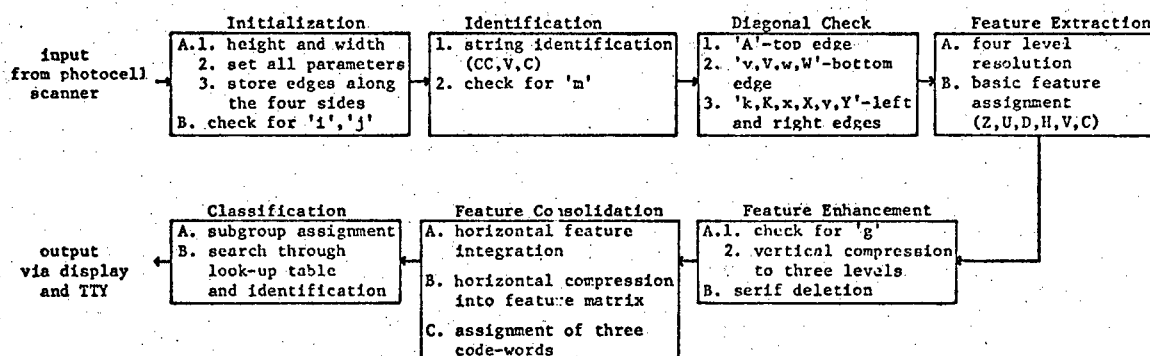 input
from photocell
scanner
Initialization
A.1. height and width
2. set all parameters
3. store edges along
the four sides
B. check for 'i','j'
Identification
1. string identification
(CC,V,C)
2. check for 'm'
Diagonal Check
1. 'A'-top edge
2. 'v,V,w,W'-bottom
edge
3. 'k,K,x,X,y,Y'-left
and right edges
Feature Extraction
A. four level
resolution
B. basic feature
assignment
(Z,U,D,H,V,C)
Feature Enhancement
A.1. check for 'g'
2. vertical compression
to three levels
B. serif deletion
Feature Consolidation
A. horizontal feature
integration
B. horizontal compression
into feature matrix
C. assignment of three
code-words
Classification
A. subgroup assignment
B. search through
look-up table
and identification
output
via display
and TTY